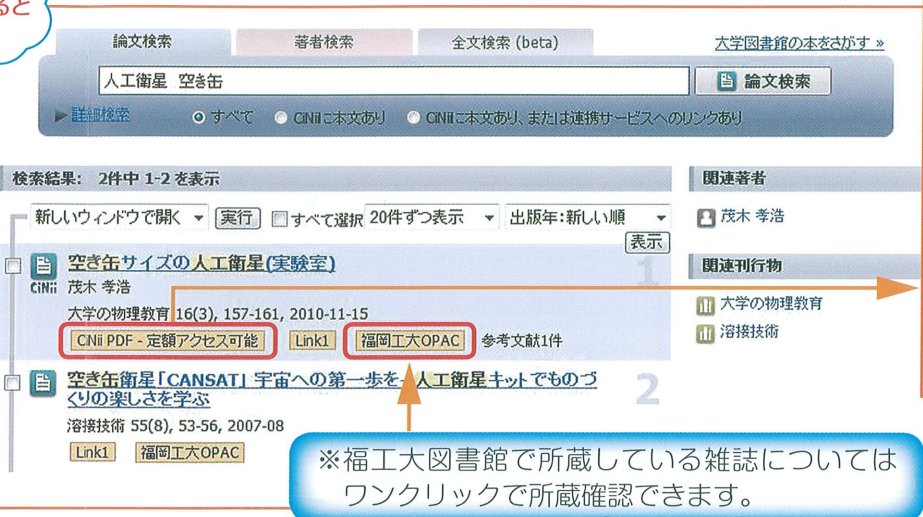 ると
論文検索
著者検索
全文検索 (beta)
大学図書館の本をさがす »
人工衛星 空き缶
論文検索
詳細検索
すべて
CiNiiに本文あり
CiNiiに本文あり、または連携サービスへのリンクあり
検索結果: 2件中 1-2 を表示
新しいウィンドウで開く
実行
すべて選択
20件ずつ表示
出版年:新しい順
表示
空き缶サイズの人工衛星(実験室)
1
CiNii
茂木 孝浩
大学の物理教育 16(3), 157-161, 2010-11-15
CiNii PDF - 定額アクセス可能
Link1
福岡工大OPAC
参考文献1件
空き缶衛星「CANSAT」宇宙への第一歩を--人工衛星キットでものづ
くりの楽しさを学ぶ
2
溶接技術 55(8), 53-56, 2007-08
Link1
福岡工大OPAC
関連著者
茂木 孝浩
関連刊行物
大学の物理教育
溶接技術
※福工大図書館で所蔵している雑誌については
ワンクリックで所蔵確認できます。